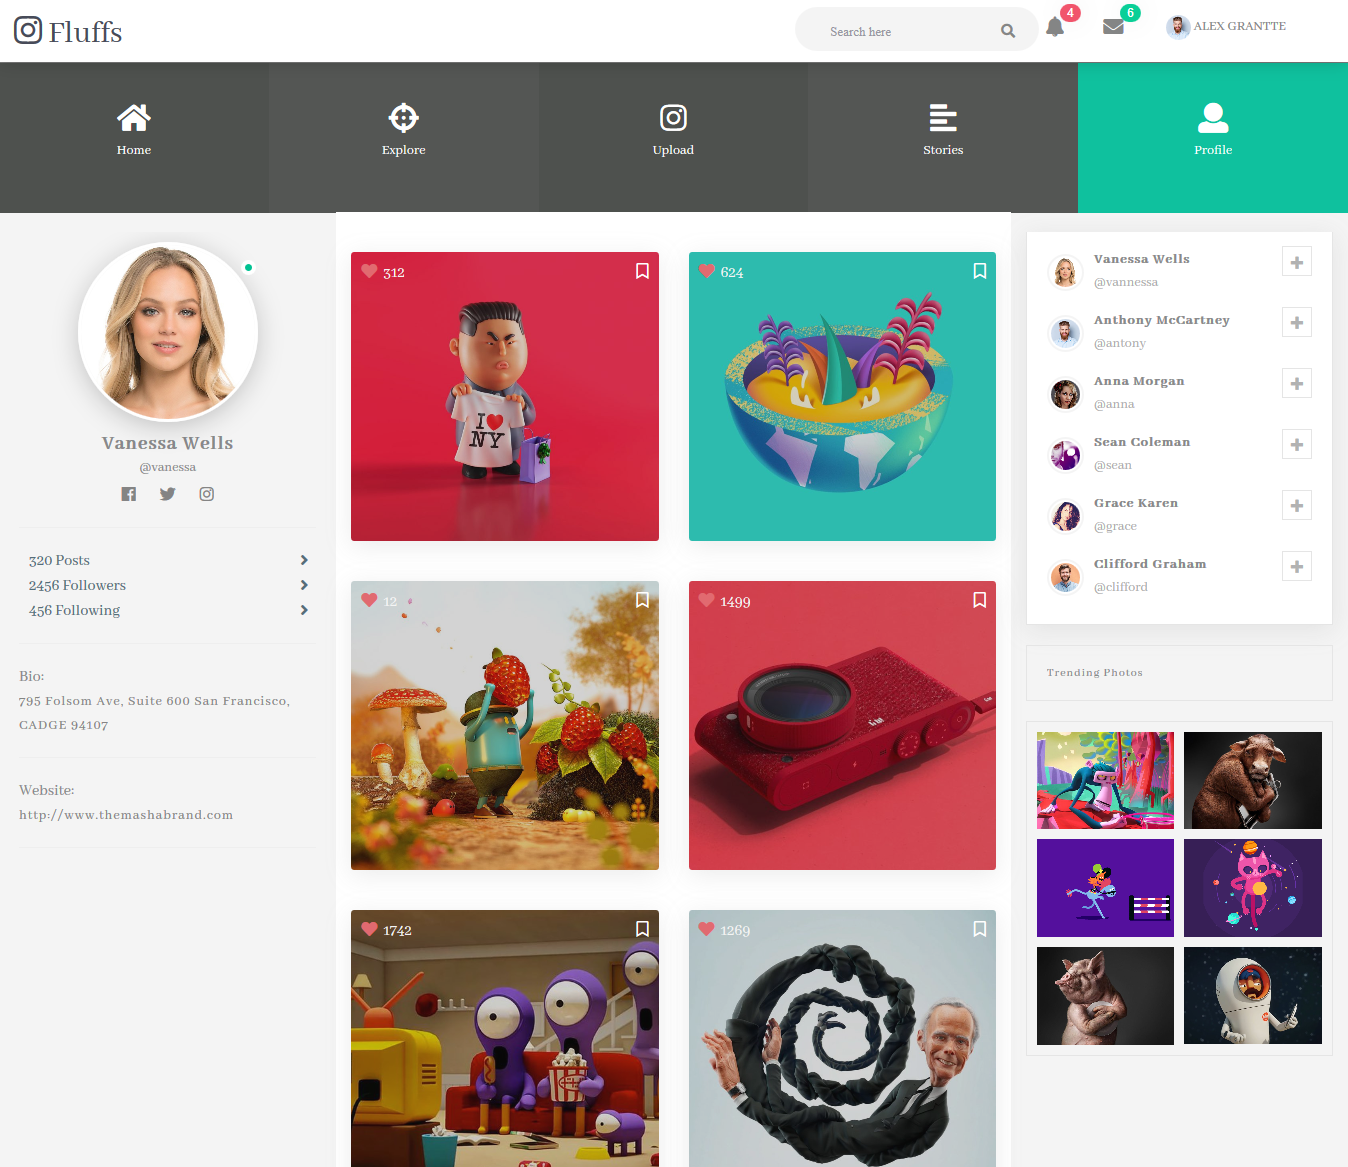 Fluffs
Search here
4
6
ALEX GRANTTE
Home
Explore
Upload
Stories
Profile
Vanessa Wells
@vanessa
320 Posts
2456 Followers
456 Following
Bio:
795 Folsom Ave, Suite 600 San Francisco,
CADGE 94107
Website:
http://www.themashabrand.com
312
I
NY
624
12
1499
1742
1269
Vanessa Wells
@vannessa
Anthony McCartney
@antony
Anna Morgan
@anna
Sean Coleman
@sean
Grace Karen
@grace
Clifford Graham
@clifford
Trending Photos